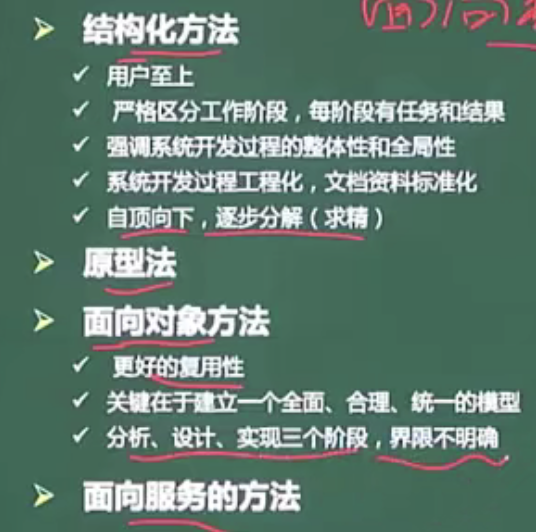 结构化方法
用户至上
严格区分工作阶段，每阶段有任务和结果
强调系统开发过程的整体性和全局性
系统开发过程工程化，文档资料标准化
自顶向下，逐步分解（求精）
原型法
面向对象方法
更好的复用性
关键在于建立一个全面、合理、统一的模型
分析、设计、实现三个阶段，界限不明确
面向服务的方法